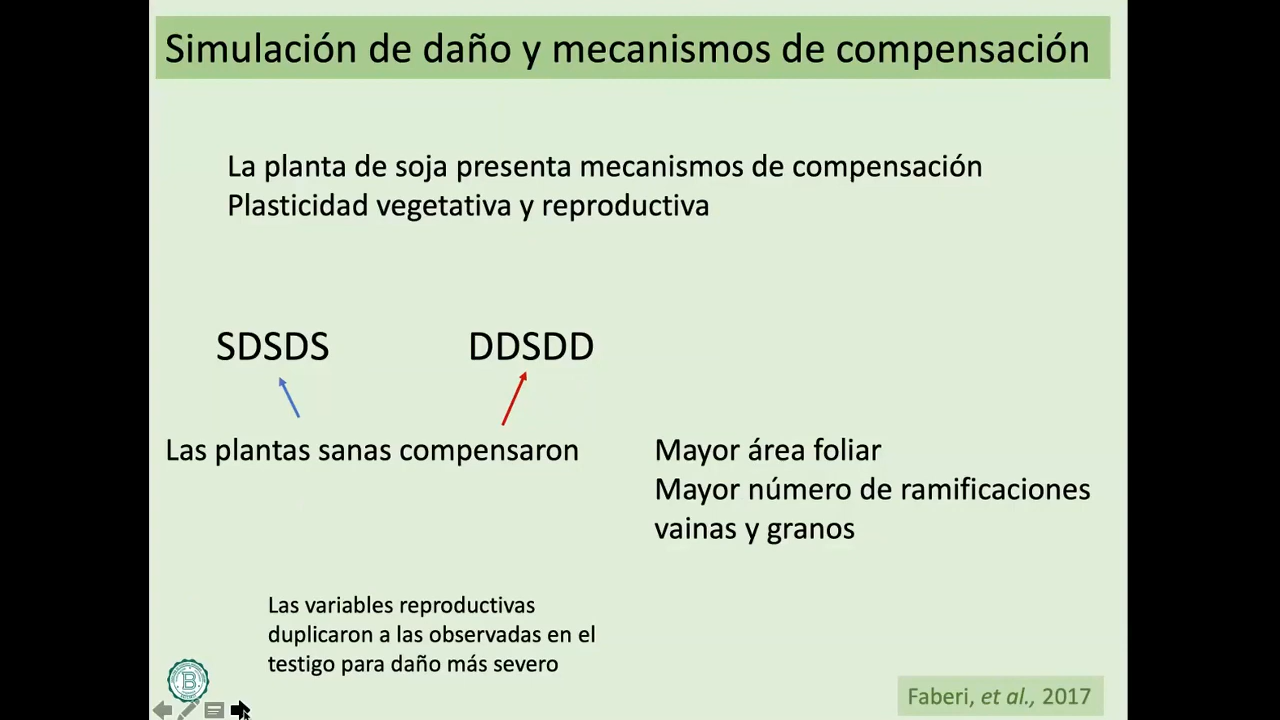 Simulación de daño y mecanismos de compensación
La planta de soja presenta mecanismos de compensación
Plasticidad vegetativa y reproductiva
SDSDS
DDSDD
Las plantas sanas compensaron
Mayor área foliar
Mayor número de ramificaciones
vainas y granos
Las variables reproductivas
duplicaron a las observadas en el
testigo para daño más severo
B
Faberi, et al., 2017